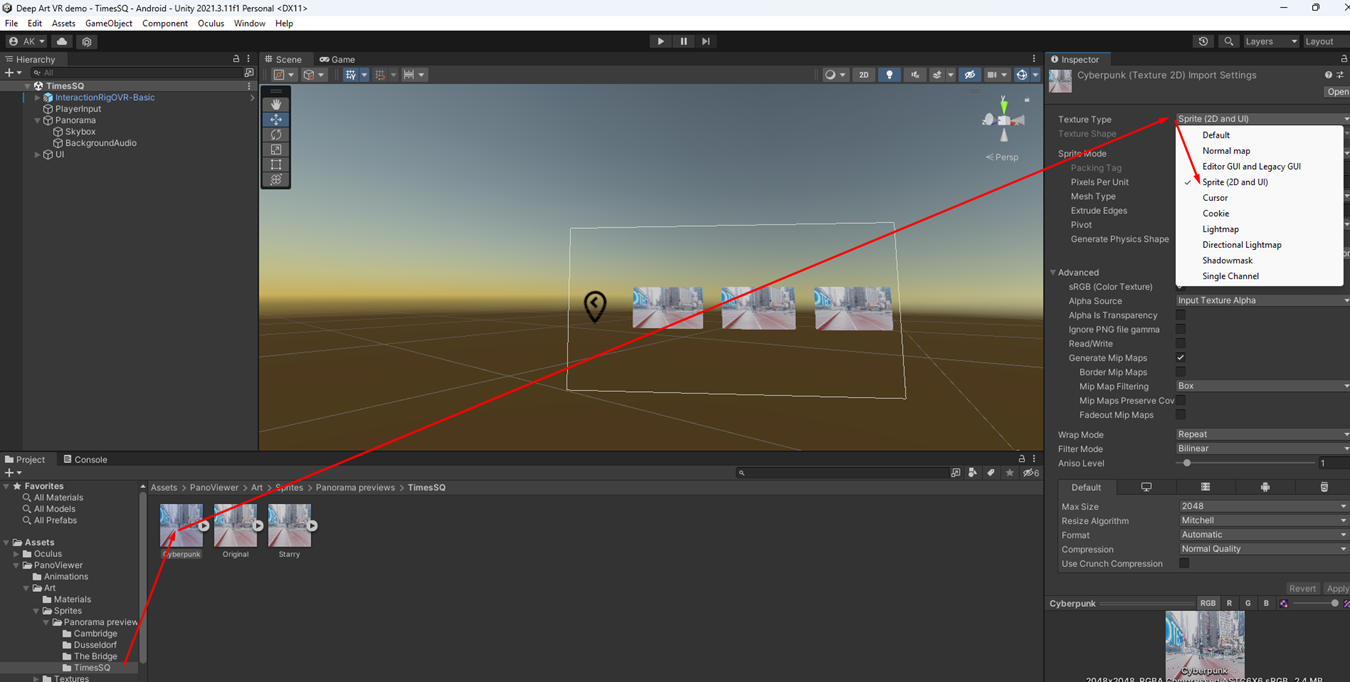 Deep Art VR demo - TimesSQ - Android - Unity 2021.3.11f1 Personal <DX11>
File Edit Assets GameObject Component Oculus Window Help
AK Layers Layout
Hierarchy
All
TimesSQ
InteractionRigOVR-Basic
PlayerInput
Panorama
Skybox
BackgroundAudio
UI
Scene Game
2D
y
Persp
Inspector
Cyberpunk (Texture 2D) Import Settings
Open
Texture Type Sprite (2D and UI)
Texture Shape
Sprite Mode
Packing Tag
Pixels Per Unit
Mesh Type
Extrude Edges
Pivot
Generate Physics Shape
Default
Normal map
Editor GUI and Legacy GUI
Sprite (2D and UI)
Cursor
Cookie
Lightmap
Directional Lightmap
Shadowmask
Single Channel
Advanced
sRGB (Color Texture)
Alpha Source Input Texture Alpha
Alpha Is Transparency
Ignore PNG file gamma
Read/Write
Generate Mip Maps
Border Mip Maps
Mip Map Filtering Box
Mip Maps Preserve Cov
Fadeout Mip Maps
Wrap Mode Repeat
Filter Mode Bilinear
Aniso Level 1
Default
Max Size 2048
Resize Algorithm Mitchell
Format Automatic
Compression Normal Quality
Use Crunch Compression
Revert Apply
Cyberpunk RGB R G B
Cyberpunk
2048x2048 RGBA Compressed ASTC6X6 sRGB 2.4 MB
Project Console
6
Favorites
All Materials
All Models
All Prefabs
Assets
Oculus
PanoViewer
Animations
Art
Materials
Sprites
Panorama preview
Cambridge
Dusseldorf
The Bridge
TimesSQ
Textures
Assets > PanoViewer > Art > Sprites > Panorama previews > TimesSQ
Cyberpunk Original Starry